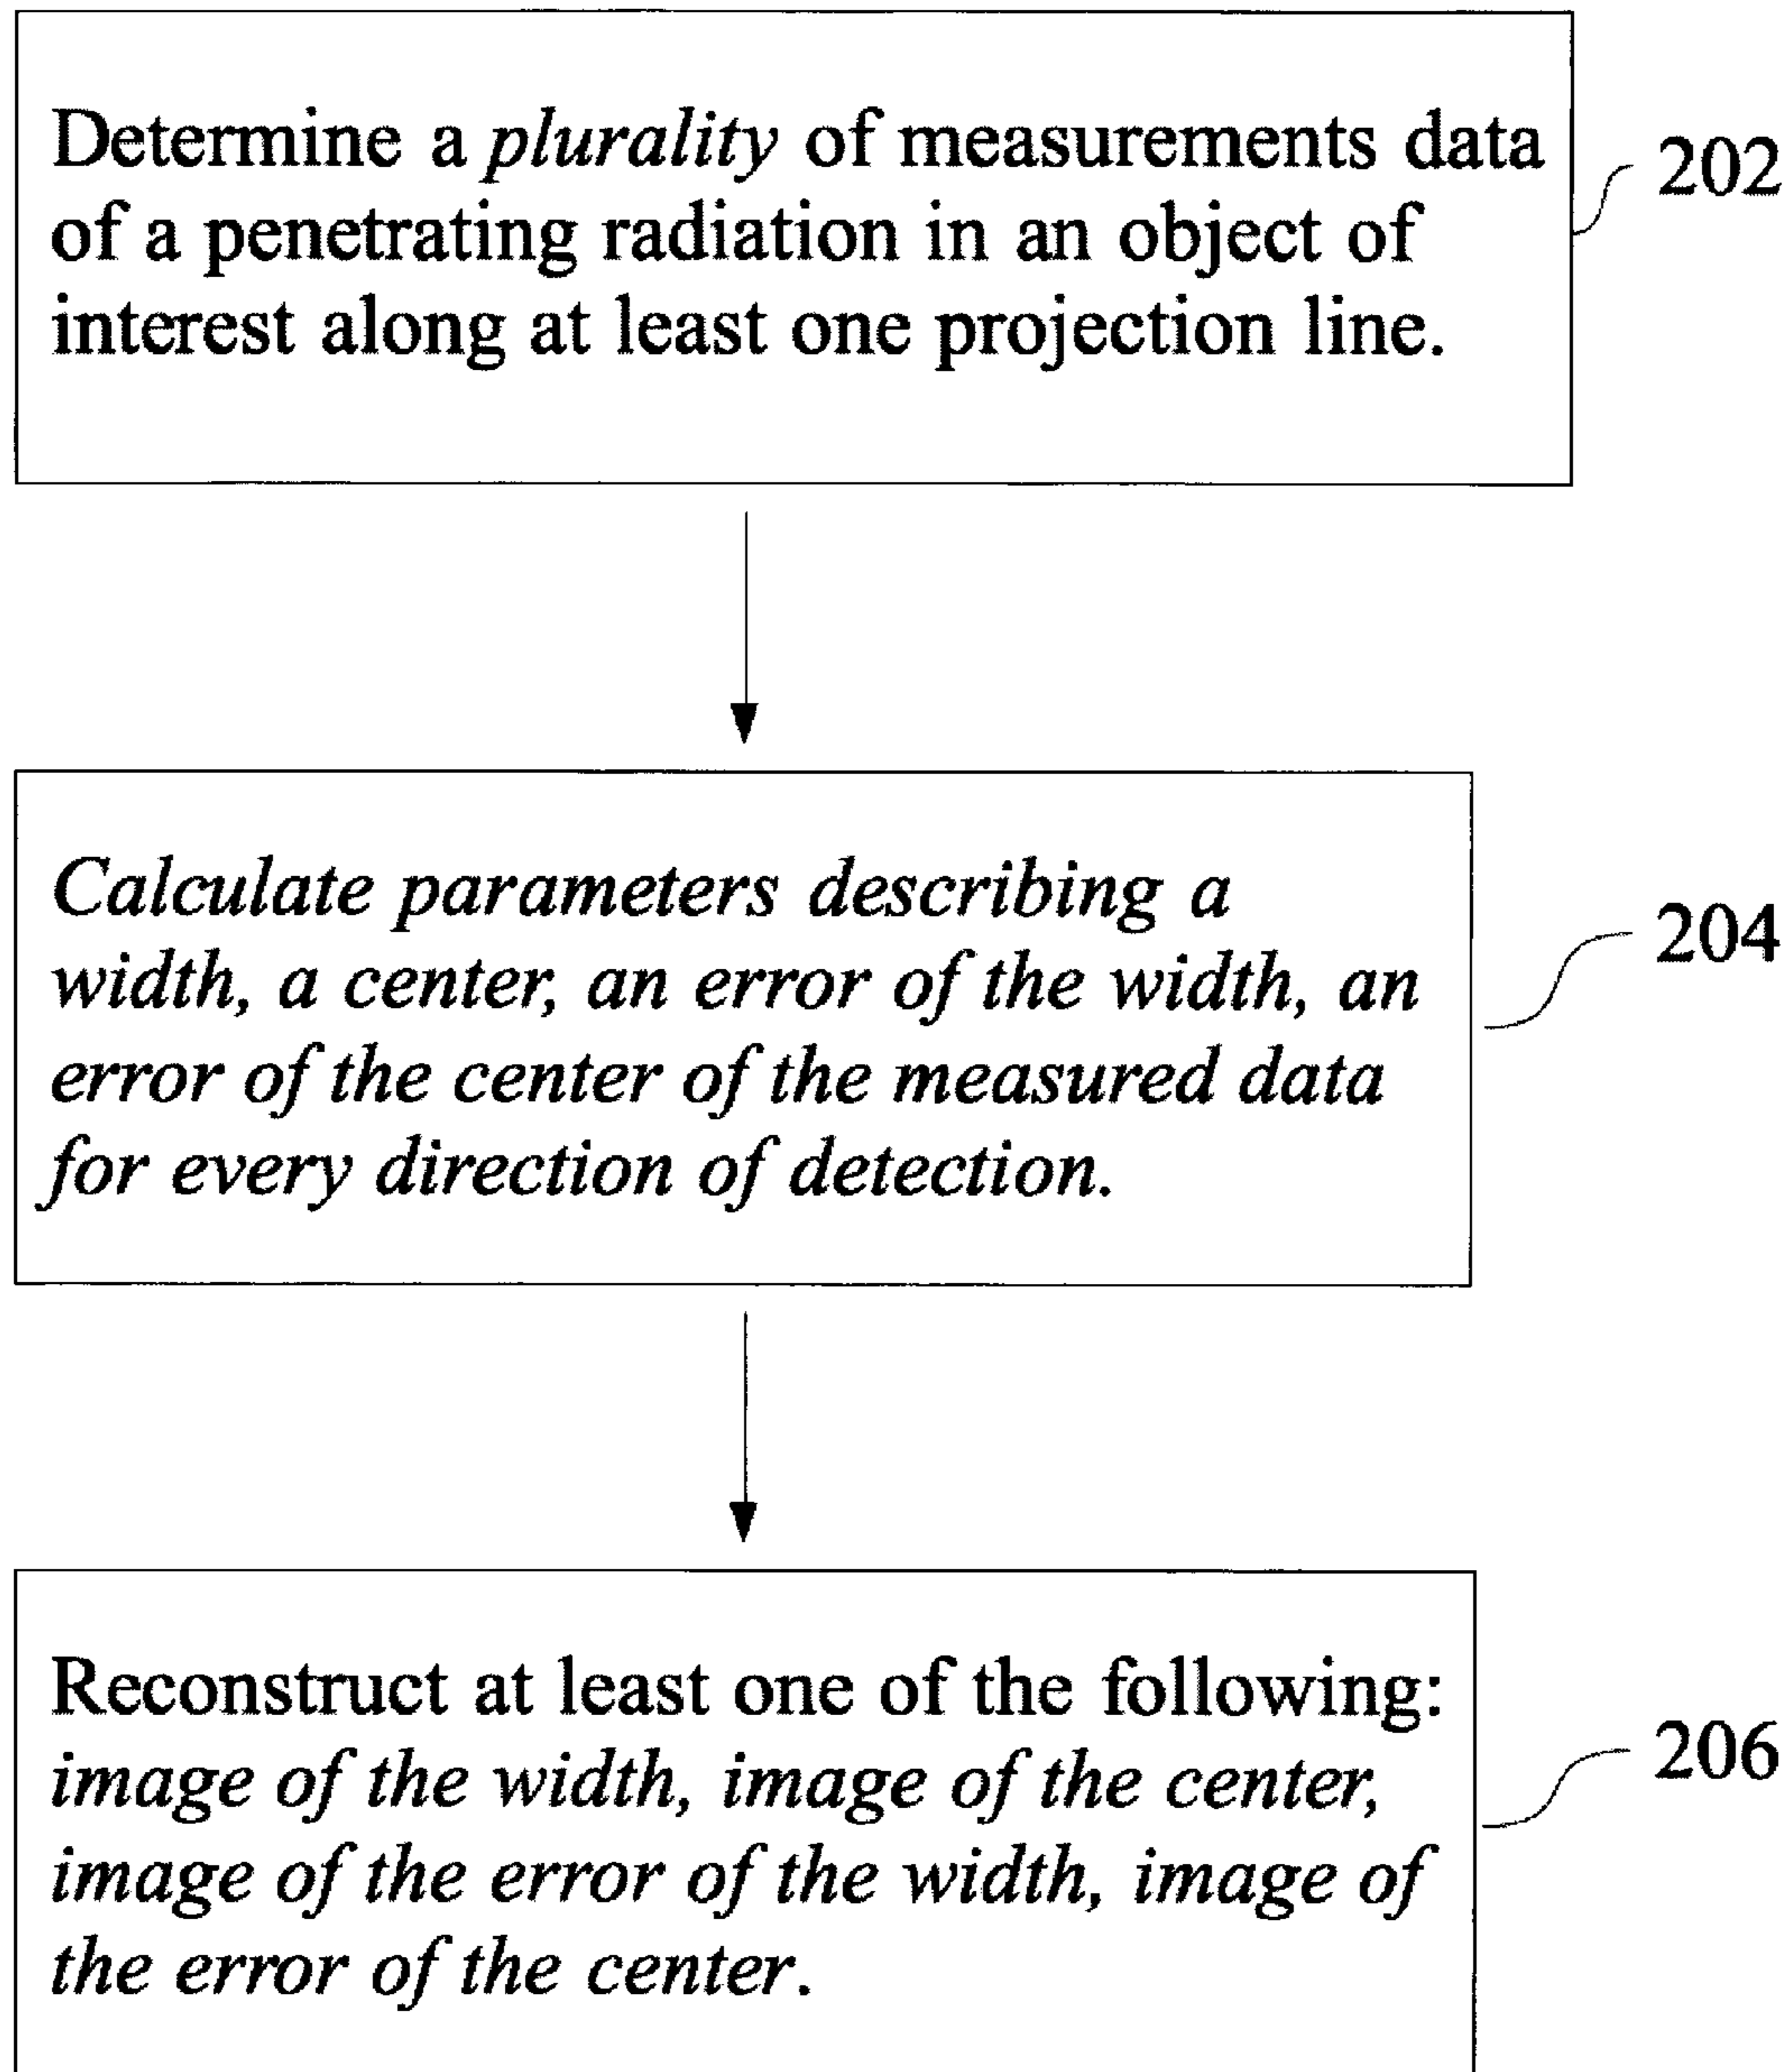 Determine a plurality of measurements data
of a penetrating radiation in an object of
interest along at least one projection line.
202
Calculate parameters describing a
width, a center, an error of the width, an
error of the center of the measured data
for every direction of detection.
204
Reconstruct at least one of the following:
image of the width, image of the center,
image of the error of the width, image of
the error of the center.
206